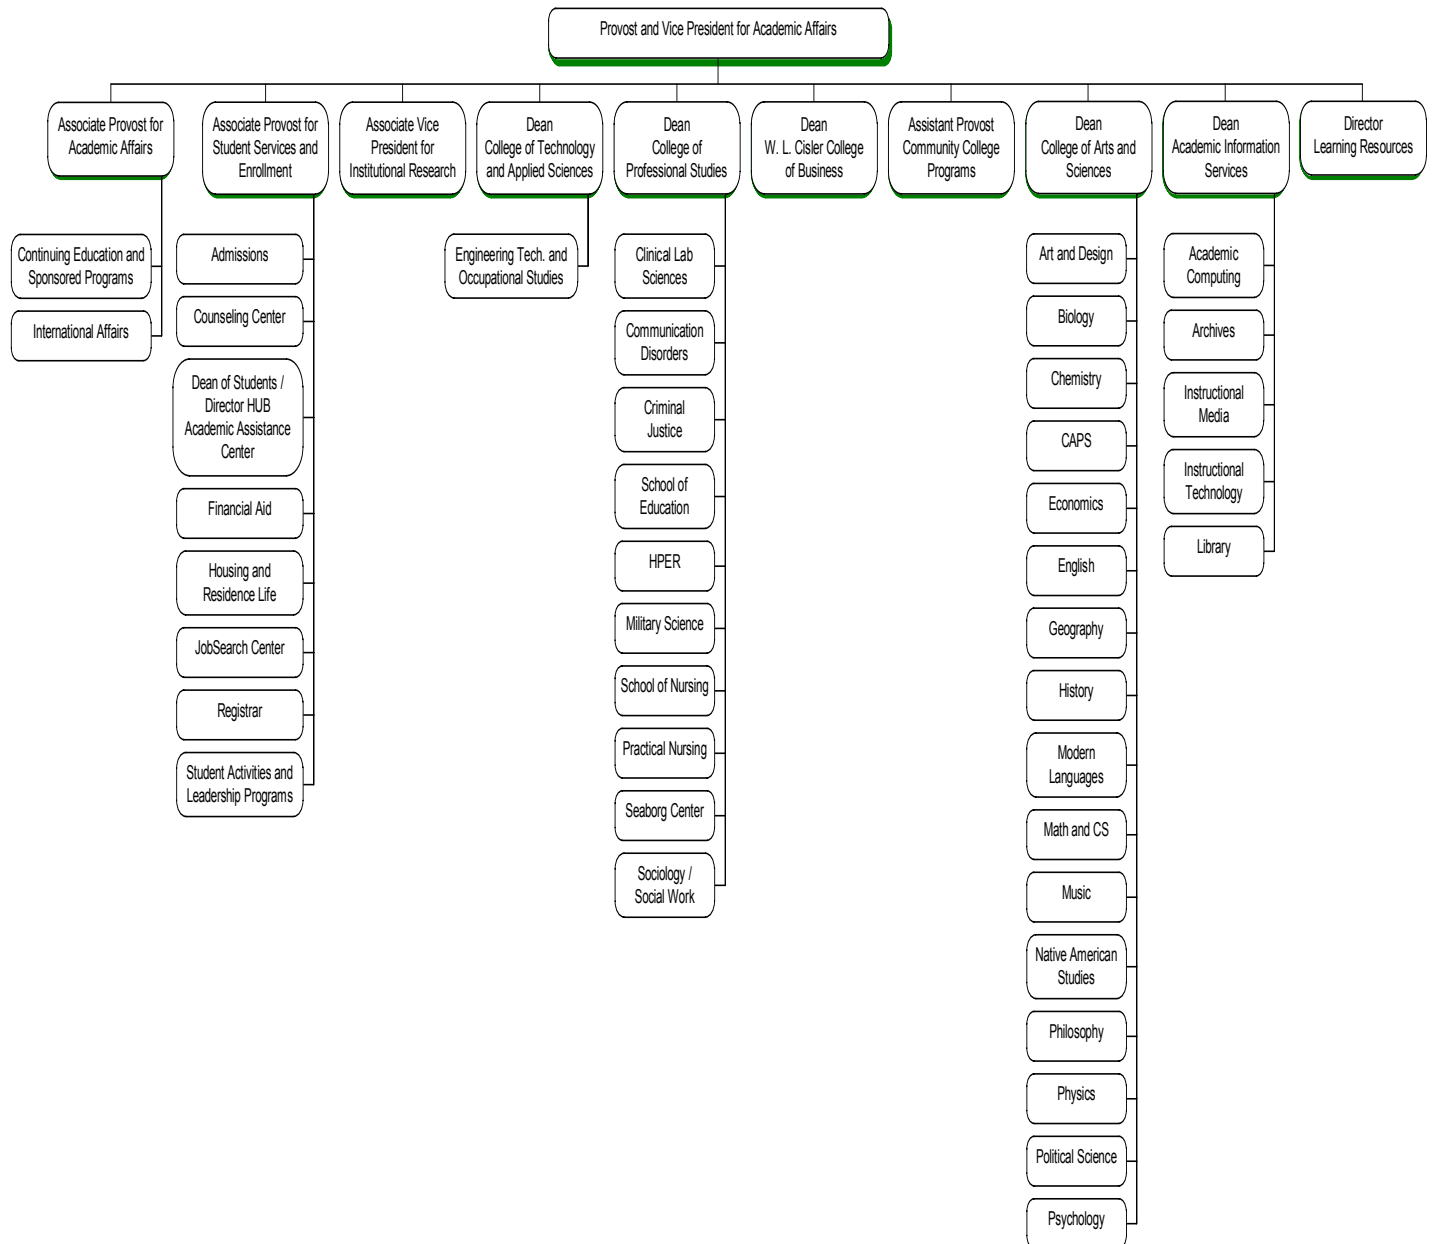 Provost and Vice President for Academic Affairs
Associate Provost for
Academic Affairs
Associate Provost for
Student Services and
Enrollment
Associate Vice
President for
Institutional Research
Dean
College of Technology
and Applied Sciences
Dean
College of
Professional Studies
Dean
W. L. Cisler College
of Business
Assistant Provost
Community College
Programs
Dean
College of Arts and
Sciences
Dean
Academic Information
Services
Director
Learning Resources
Continuing Education and
Sponsored Programs
International Affairs
Admissions
Counseling Center
Dean of Students /
Director HUB
Academic Assistance
Center
Financial Aid
Housing and
Residence Life
JobSearch Center
Registrar
Student Activities and
Leadership Programs
Engineering Tech. and
Occupational Studies
Clinical Lab
Sciences
Communication
Disorders
Criminal
Justice
School of
Education
HPER
Military Science
School of Nursing
Practical Nursing
Seaborg Center
Sociology /
Social Work
Art and Design
Biology
Chemistry
CAPS
Economics
English
Geography
History
Modern
Languages
Math and CS
Music
Native American
Studies
Philosophy
Physics
Political Science
Psychology
Academic
Computing
Archives
Instructional
Media
Instructional
Technology
Library